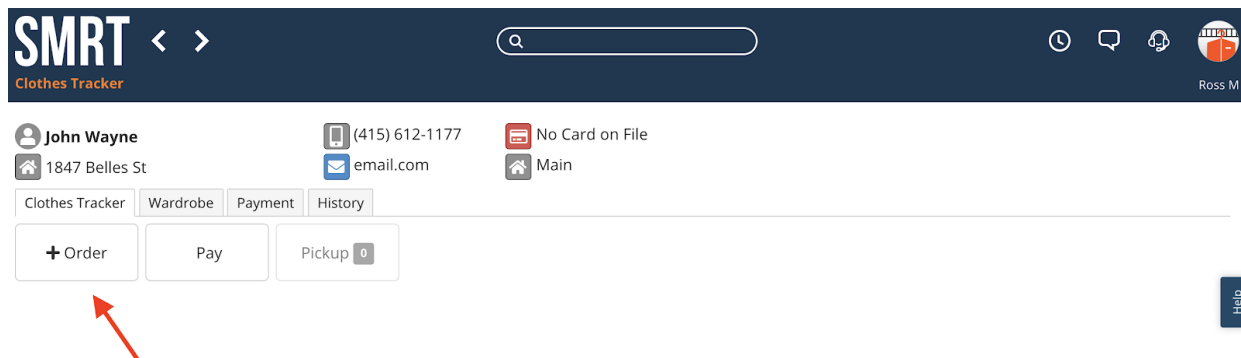 SMRT
Clothes Tracker
Ross M
John Wayne
(415) 612-1177
No Card on File
1847 Belles St
email.com
Main
Clothes Tracker
Wardrobe
Payment
History
Order
Pay
Pickup 0
Help